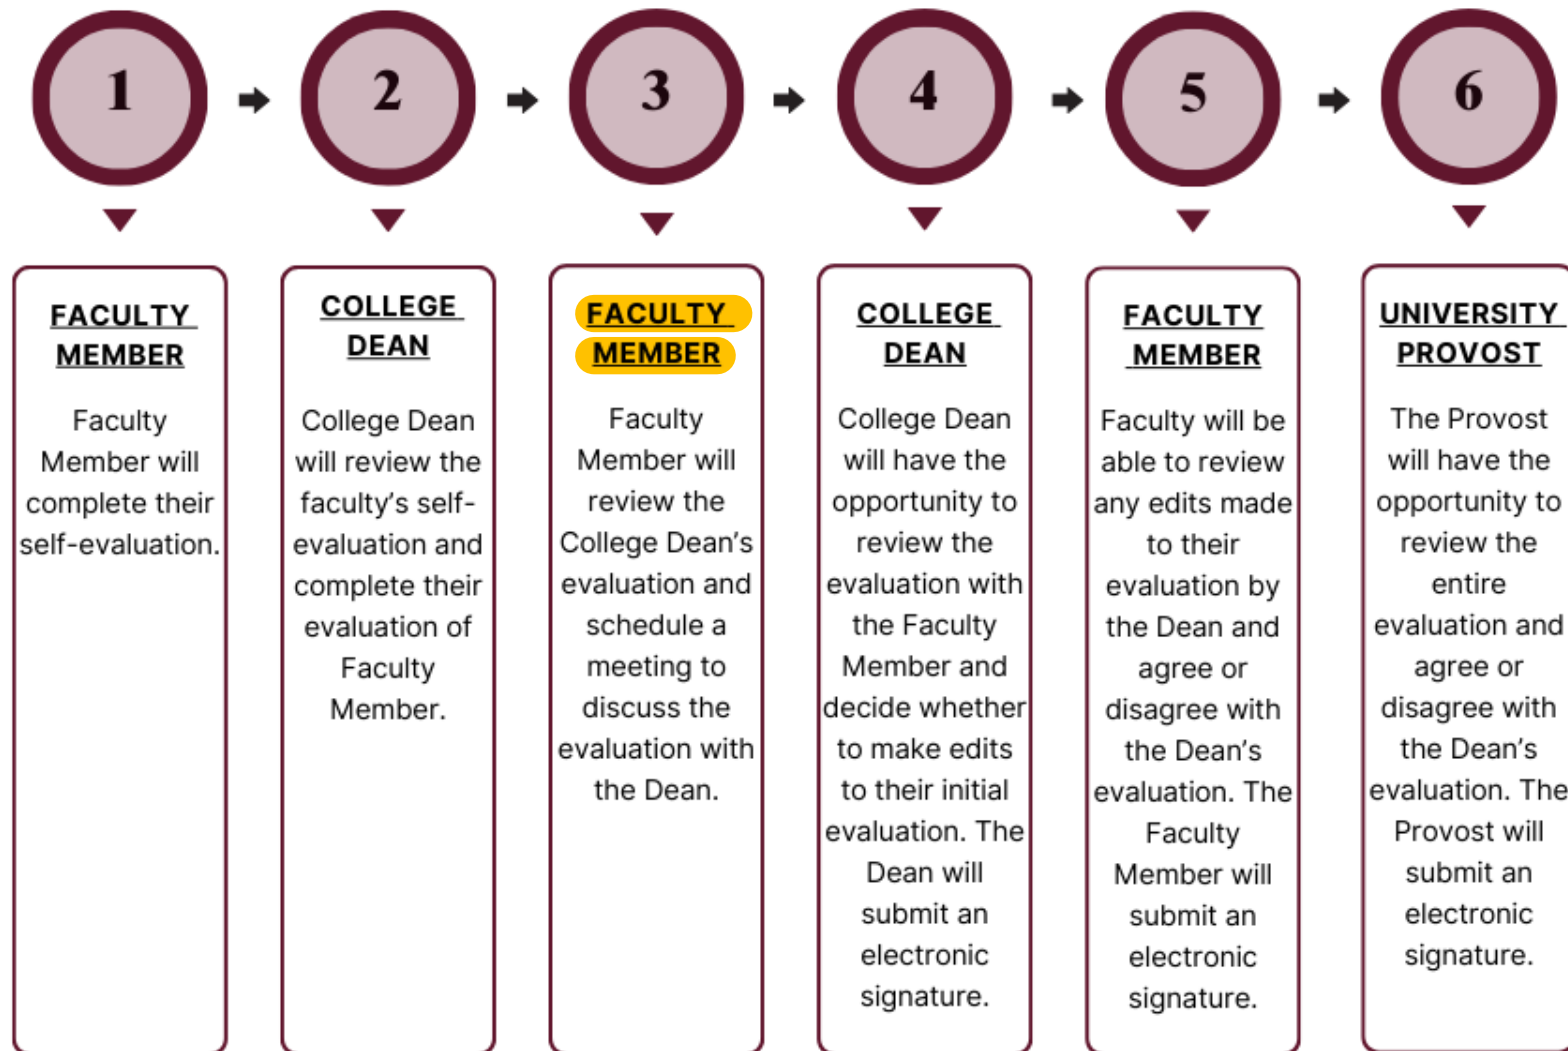 1
2
3
4
5
6
FACULTY
MEMBER
Faculty
Member will
complete their
self-evaluation.
COLLEGE
DEAN
College Dean
will review the
faculty’s self-
evaluation and
complete their
evaluation of
Faculty
Member.
FACULTY
MEMBER
Faculty
Member will
review the
College Dean’s
evaluation and
schedule a
meeting to
discuss the
evaluation with
the Dean.
COLLEGE
DEAN
College Dean
will have the
opportunity to
review the
evaluation with
the Faculty
Member and
decide whether
to make edits
to their initial
evaluation. The
Dean will
submit an
electronic
signature.
FACULTY
MEMBER
Faculty will be
able to review
any edits made
to their
evaluation by
the Dean and
agree or
disagree with
the Dean’s
evaluation. The
Faculty
Member will
submit an
electronic
signature.
UNIVERSITY
PROVOST
The Provost
will have the
opportunity to
review the
entire
evaluation and
agree or
disagree with
the Dean’s
evaluation. The
Provost will
submit an
electronic
signature.